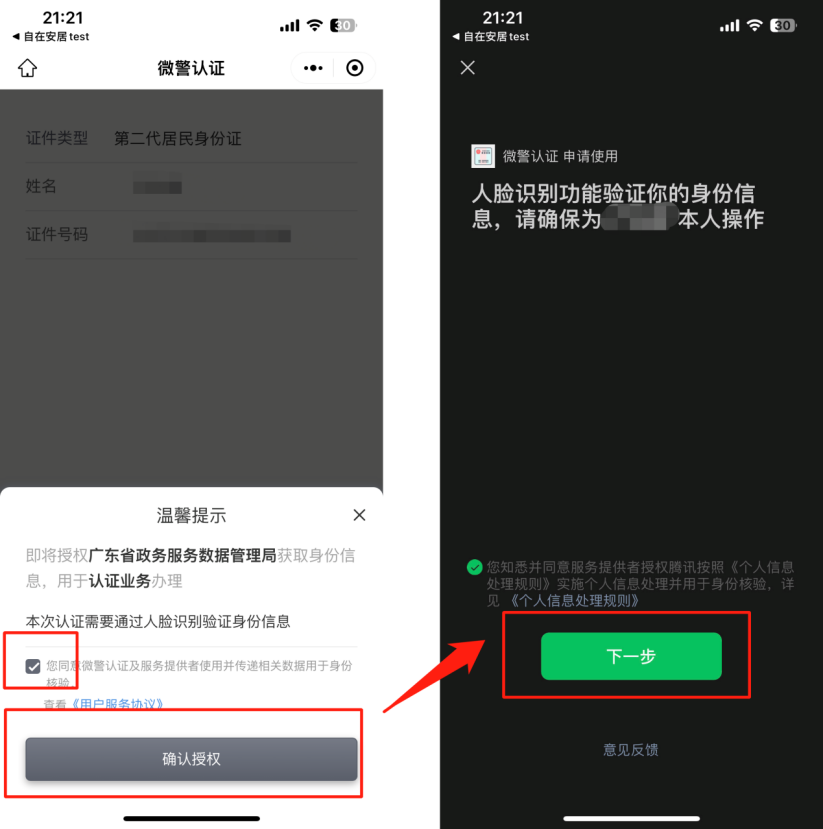 21:21
30
◀ 自在安居test
微警认证
证件类型 第二代居民身份证
姓名
证件号码
温馨提示
即将授权广东省政务服务数据管理局获取身份信
息，用于认证业务办理
本次认证需要通过人脸识别验证身份信息
您同意微警认证及服务提供者使用并传递相关数据用于身份
核验
查看《用户服务协议》
确认授权
21:21
30
◀ 自在安居test
微警认证 申请使用
人脸识别功能验证你的身份信
息，请确保为 本人操作
您知悉并同意服务提供者授权腾讯按照《个人信息
处理规则》实施个人信息处理并用于身份核验，详
见《个人信息处理规则》
下一步
意见反馈